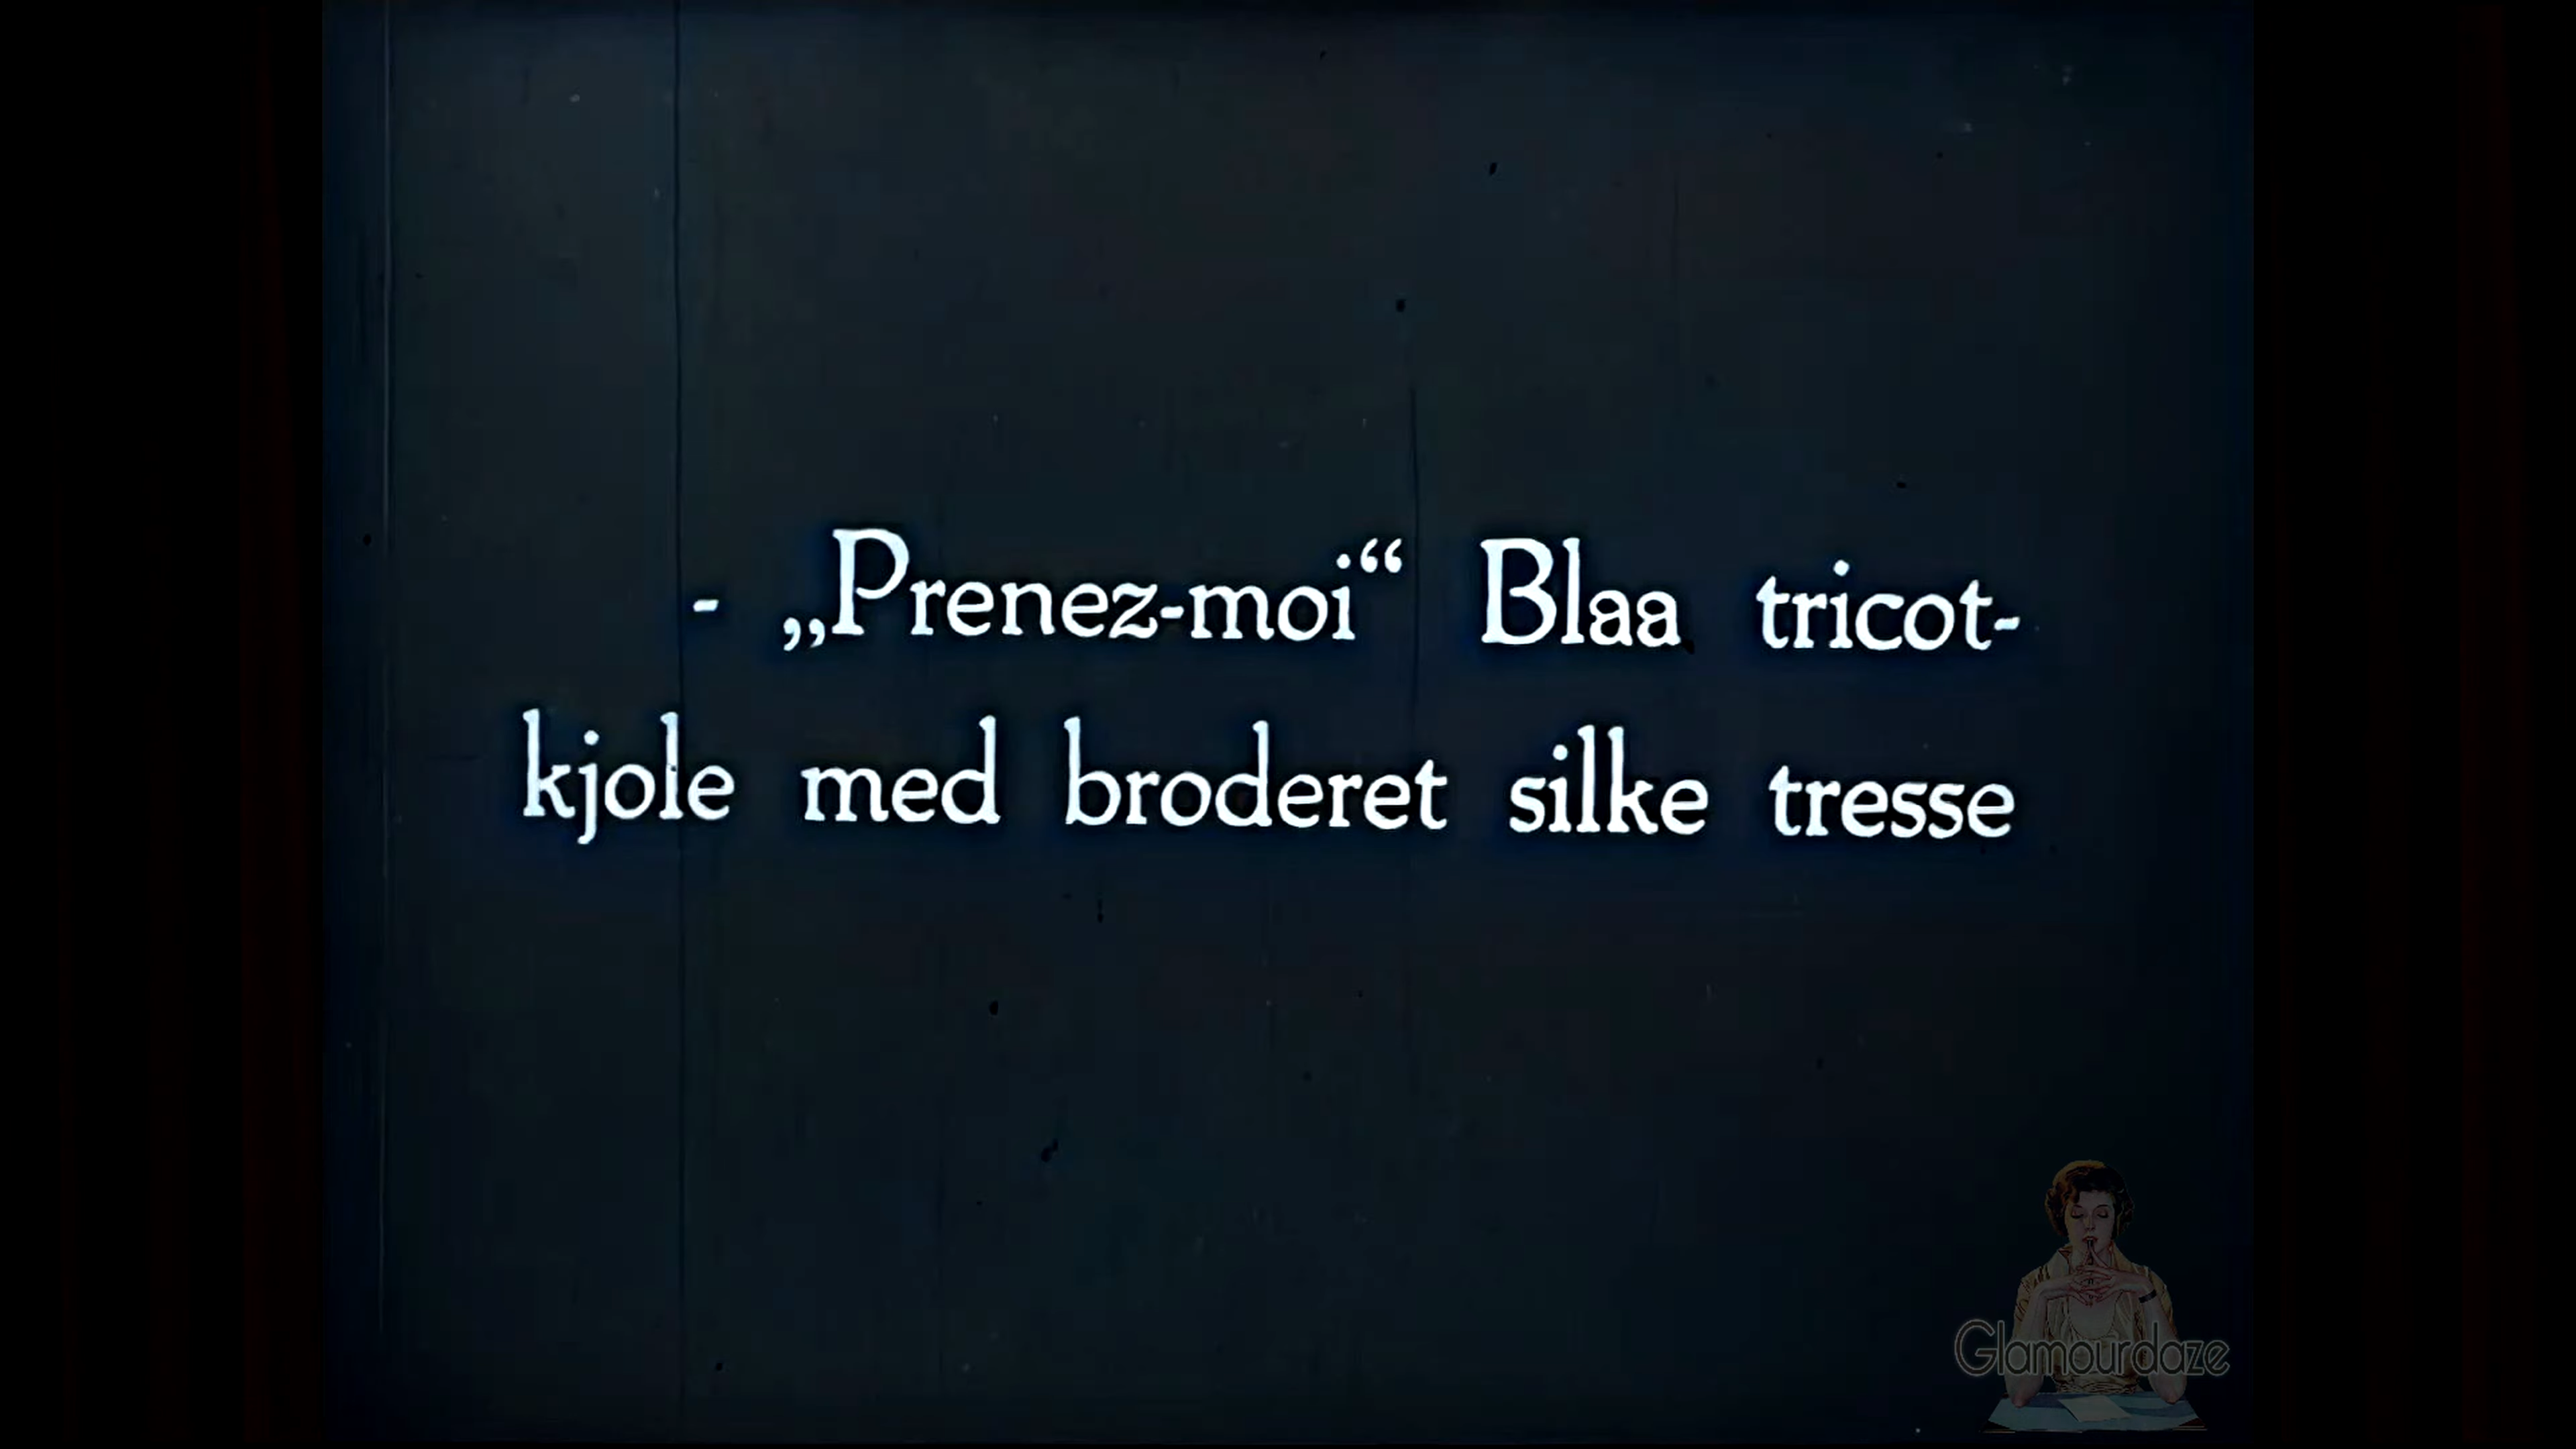 - „Prenez-moi“ Blaa tricot-
kjole med broderet silke tresse
Glamourdaze